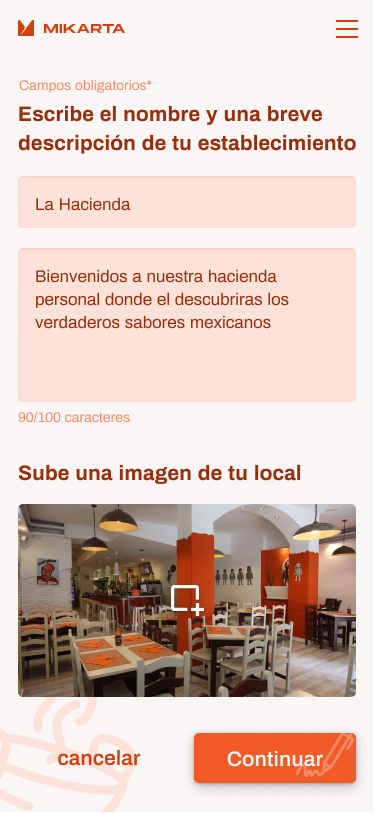 MIKARTA
Campos obligatorios*
Escribe el nombre y una breve
descripción de tu establecimiento
La Hacienda
Bienvenidos a nuestra hacienda
personal donde el descubriras los
verdaderos sabores mexicanos
90/100 caracteres
Sube una imagen de tu local
cancelar
Continuar